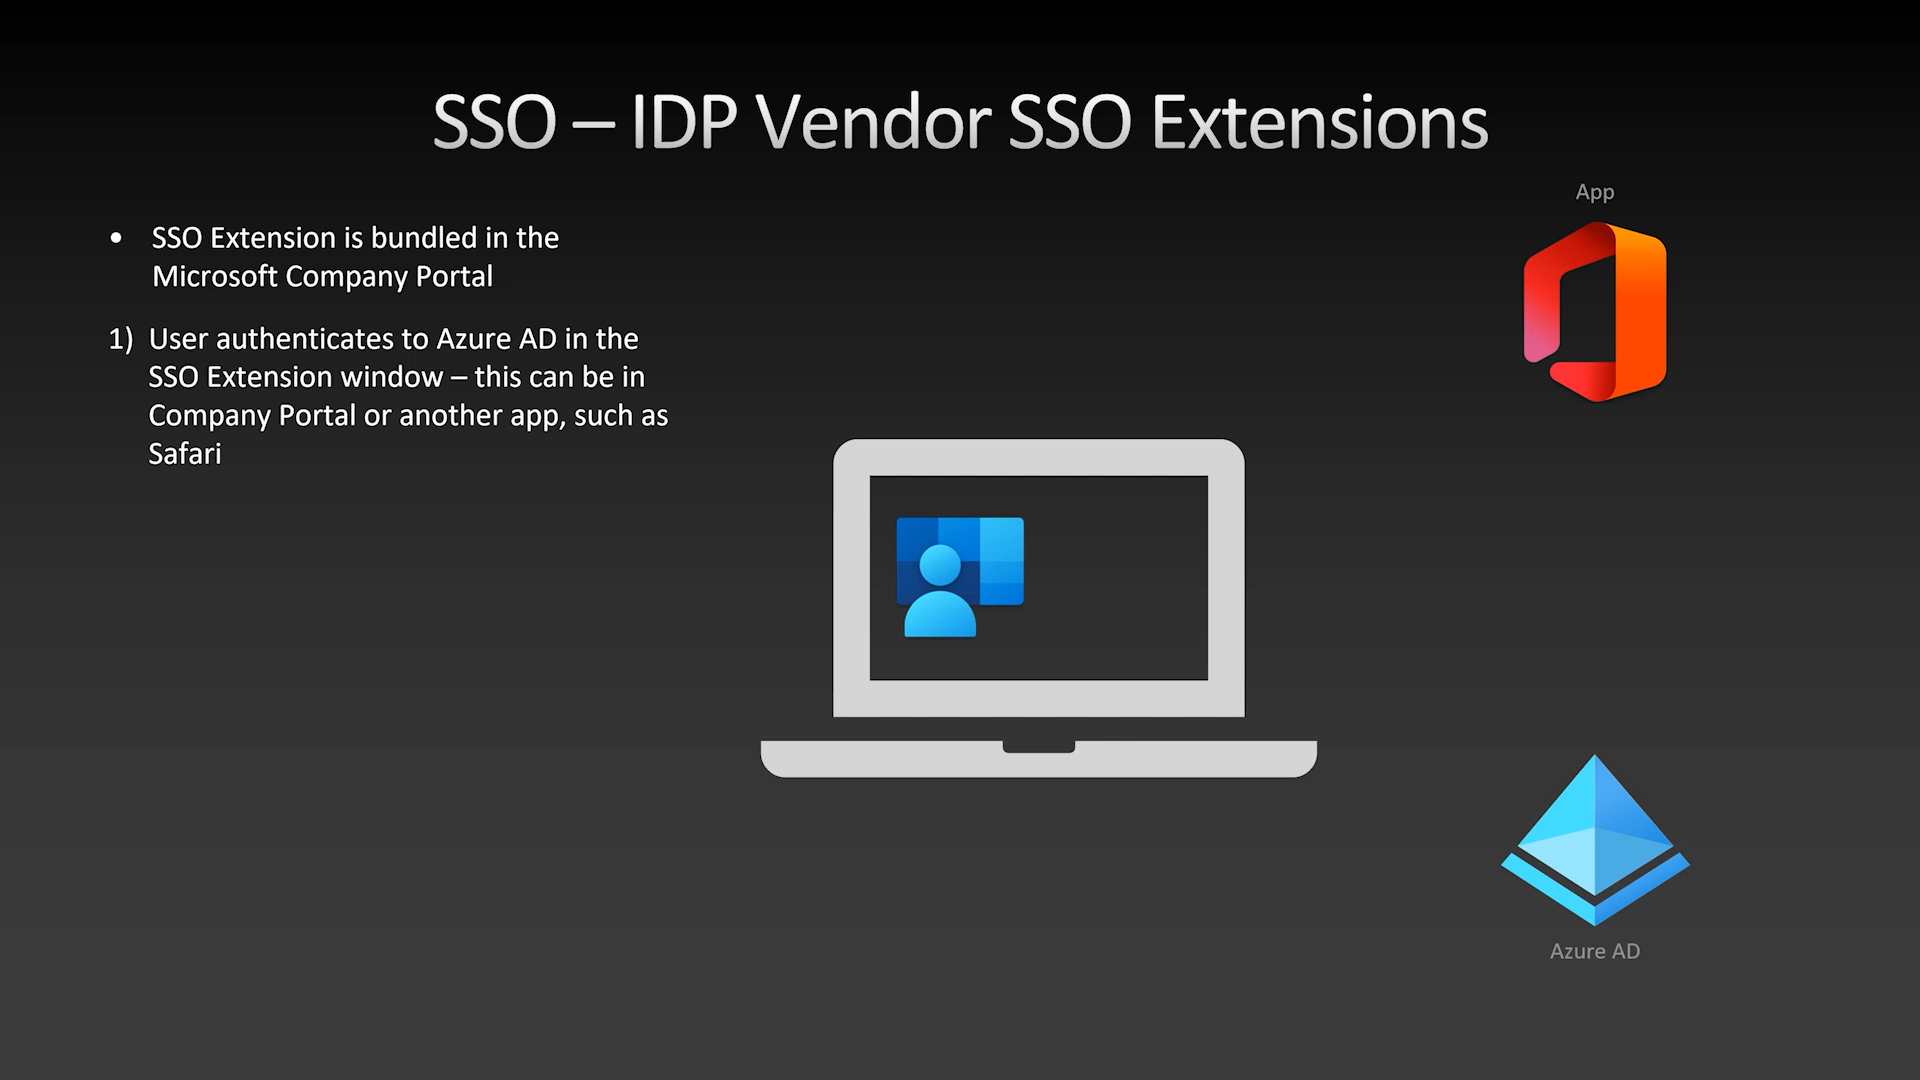 SSO – IDP Vendor SSO Extensions
App
• SSO Extension is bundled in the
Microsoft Company Portal
1) User authenticates to Azure AD in the
SSO Extension window – this can be in
Company Portal or another app, such as
Safari
Azure AD